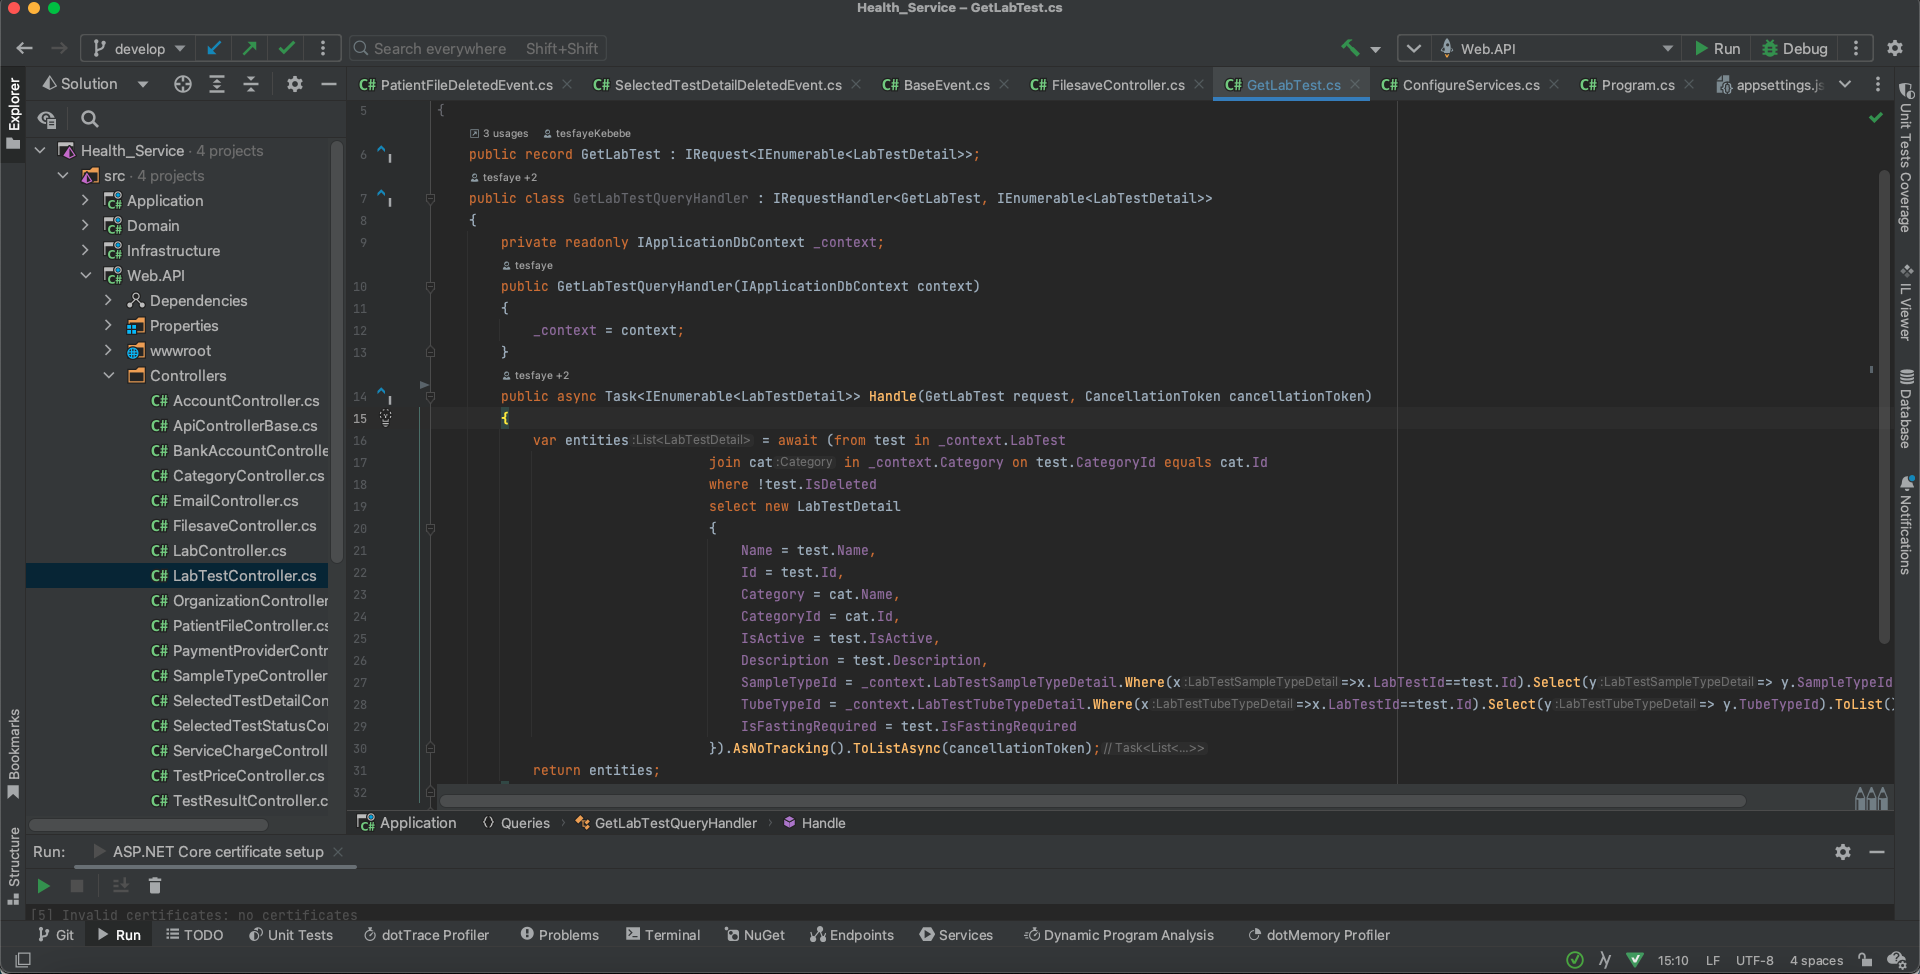 Health_Service – GetLabTest.cs
develop
Search everywhere Shift+Shift
Web.API
Run
Debug
Explorer
Solution
C# PatientFileDeletedEvent.cs
C# SelectedTestDetailDeletedEvent.cs
C# BaseEvent.cs
C# FilesaveController.cs
C# GetLabTest.cs
C# ConfigureServices.cs
C# Program.cs
appsettings.js
Health_Service · 4 projects
src · 4 projects
Application
Domain
Infrastructure
Web.API
Dependencies
Properties
wwwroot
Controllers
C# AccountController.cs
C# ApiControllerBase.cs
C# BankAccountControlle
C# CategoryController.cs
C# EmailController.cs
C# FilesaveController.cs
C# LabController.cs
C# LabTestController.cs
C# OrganizationController
C# PatientFileController.cs
C# PaymentProviderContr
C# SampleTypeController
C# SelectedTestDetailCon
C# SelectedTestStatusCon
C# ServiceChargeControll
C# TestPriceController.cs
C# TestResultController.c
Bookmarks
Structure
5 {
3 usages tesfayeKebebe
6 public record GetLabTest : IRequest<IEnumerable<LabTestDetail>>;
tesfaye +2
7 public class GetLabTestQueryHandler : IRequestHandler<GetLabTest, IEnumerable<LabTestDetail>>
8 {
9 private readonly IApplicationDbContext _context;
tesfaye
10 public GetLabTestQueryHandler(IApplicationDbContext context)
11 {
12 _context = context;
13 }
tesfaye +2
14 public async Task<IEnumerable<LabTestDetail>> Handle(GetLabTest request, CancellationToken cancellationToken)
15 {
16 var entities :List<LabTestDetail> = await (from test in _context.LabTest
17 join cat :Category in _context.Category on test.CategoryId equals cat.Id
18 where !test.IsDeleted
19 select new LabTestDetail
20 {
21 Name = test.Name,
22 Id = test.Id,
23 Category = cat.Name,
24 CategoryId = cat.Id,
25 IsActive = test.IsActive,
26 Description = test.Description,
27 SampleTypeId = _context.LabTestSampleTypeDetail.Where(x :LabTestSampleTypeDetail =>x.LabTestId==test.Id).Select(y :LabTestSampleTypeDetail => y.SampleTypeId
28 TubeTypeId = _context.LabTestTubeTypeDetail.Where(x :LabTestTubeTypeDetail =>x.LabTestId==test.Id).Select(y :LabTestTubeTypeDetail => y.TubeTypeId).ToList()
29 IsFastingRequired = test.IsFastingRequired
30 }).AsNoTracking().ToListAsync(cancellationToken); // Task<List<...>>
31 return entities;
32
Unit Tests Coverage
IL Viewer
Database
Notifications
Application
Queries
GetLabTestQueryHandler
Handle
Run:
ASP.NET Core certificate setup
[5] Invalid certificates: no certificates
Git
Run
TODO
Unit Tests
dotTrace Profiler
Problems
Terminal
NuGet
Endpoints
Services
Dynamic Program Analysis
dotMemory Profiler
15:10 LF UTF-8 4 spaces